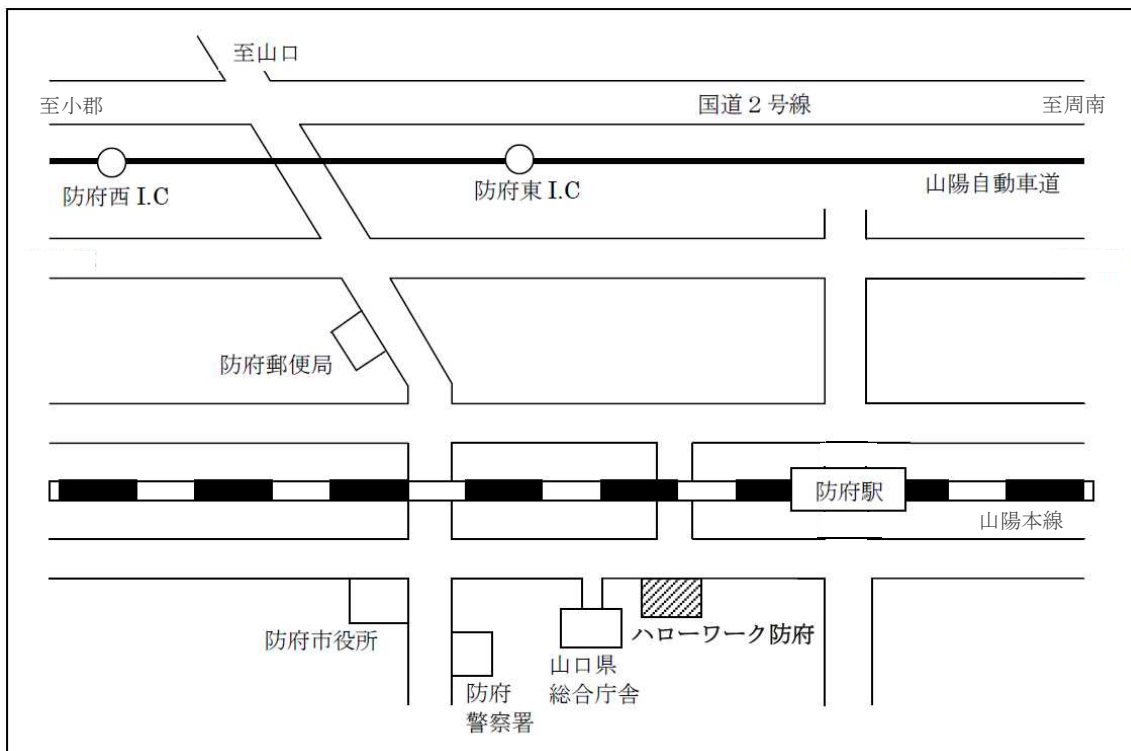 至山口
至小郡
国道2号線
至周南
防府西 I.C
防府東 I.C
山陽自動車道
防府郵便局
防府駅
山陽本線
防府市役所
ハローワーク防府
山口県
総合庁舎
防府
警察署